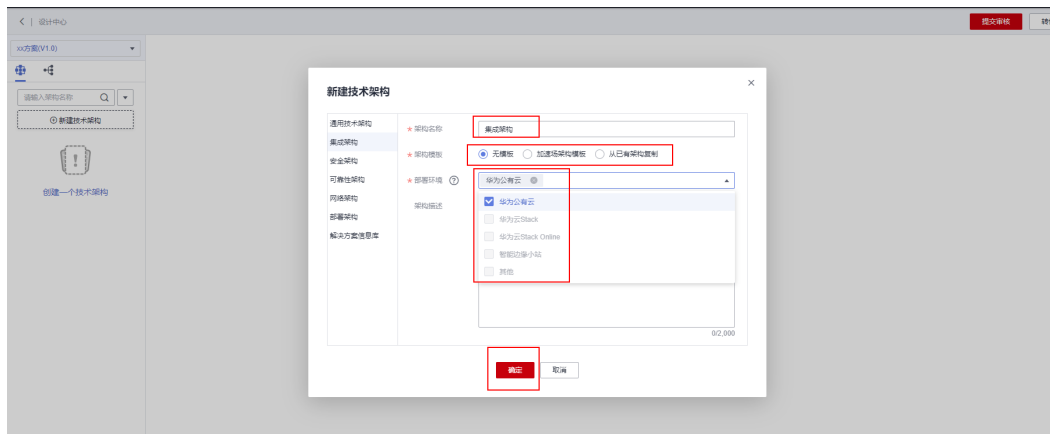 设计中心
提交审核
转
xx方案(V1.0)
请输入架构名称
新建技术架构
创建一个技术架构
新建技术架构
通用技术架构
集成架构
安全架构
可靠性架构
网络架构
部署架构
解决方案信息库
* 架构名称
集成架构
* 架构模板
无模板 加速场架构模板 从已有架构复制
* 部署环境 ?
华为公有云
架构描述
华为公有云
华为云Stack
华为云Stack Online
智能边缘小站
其他
0/2,000
确定 取消